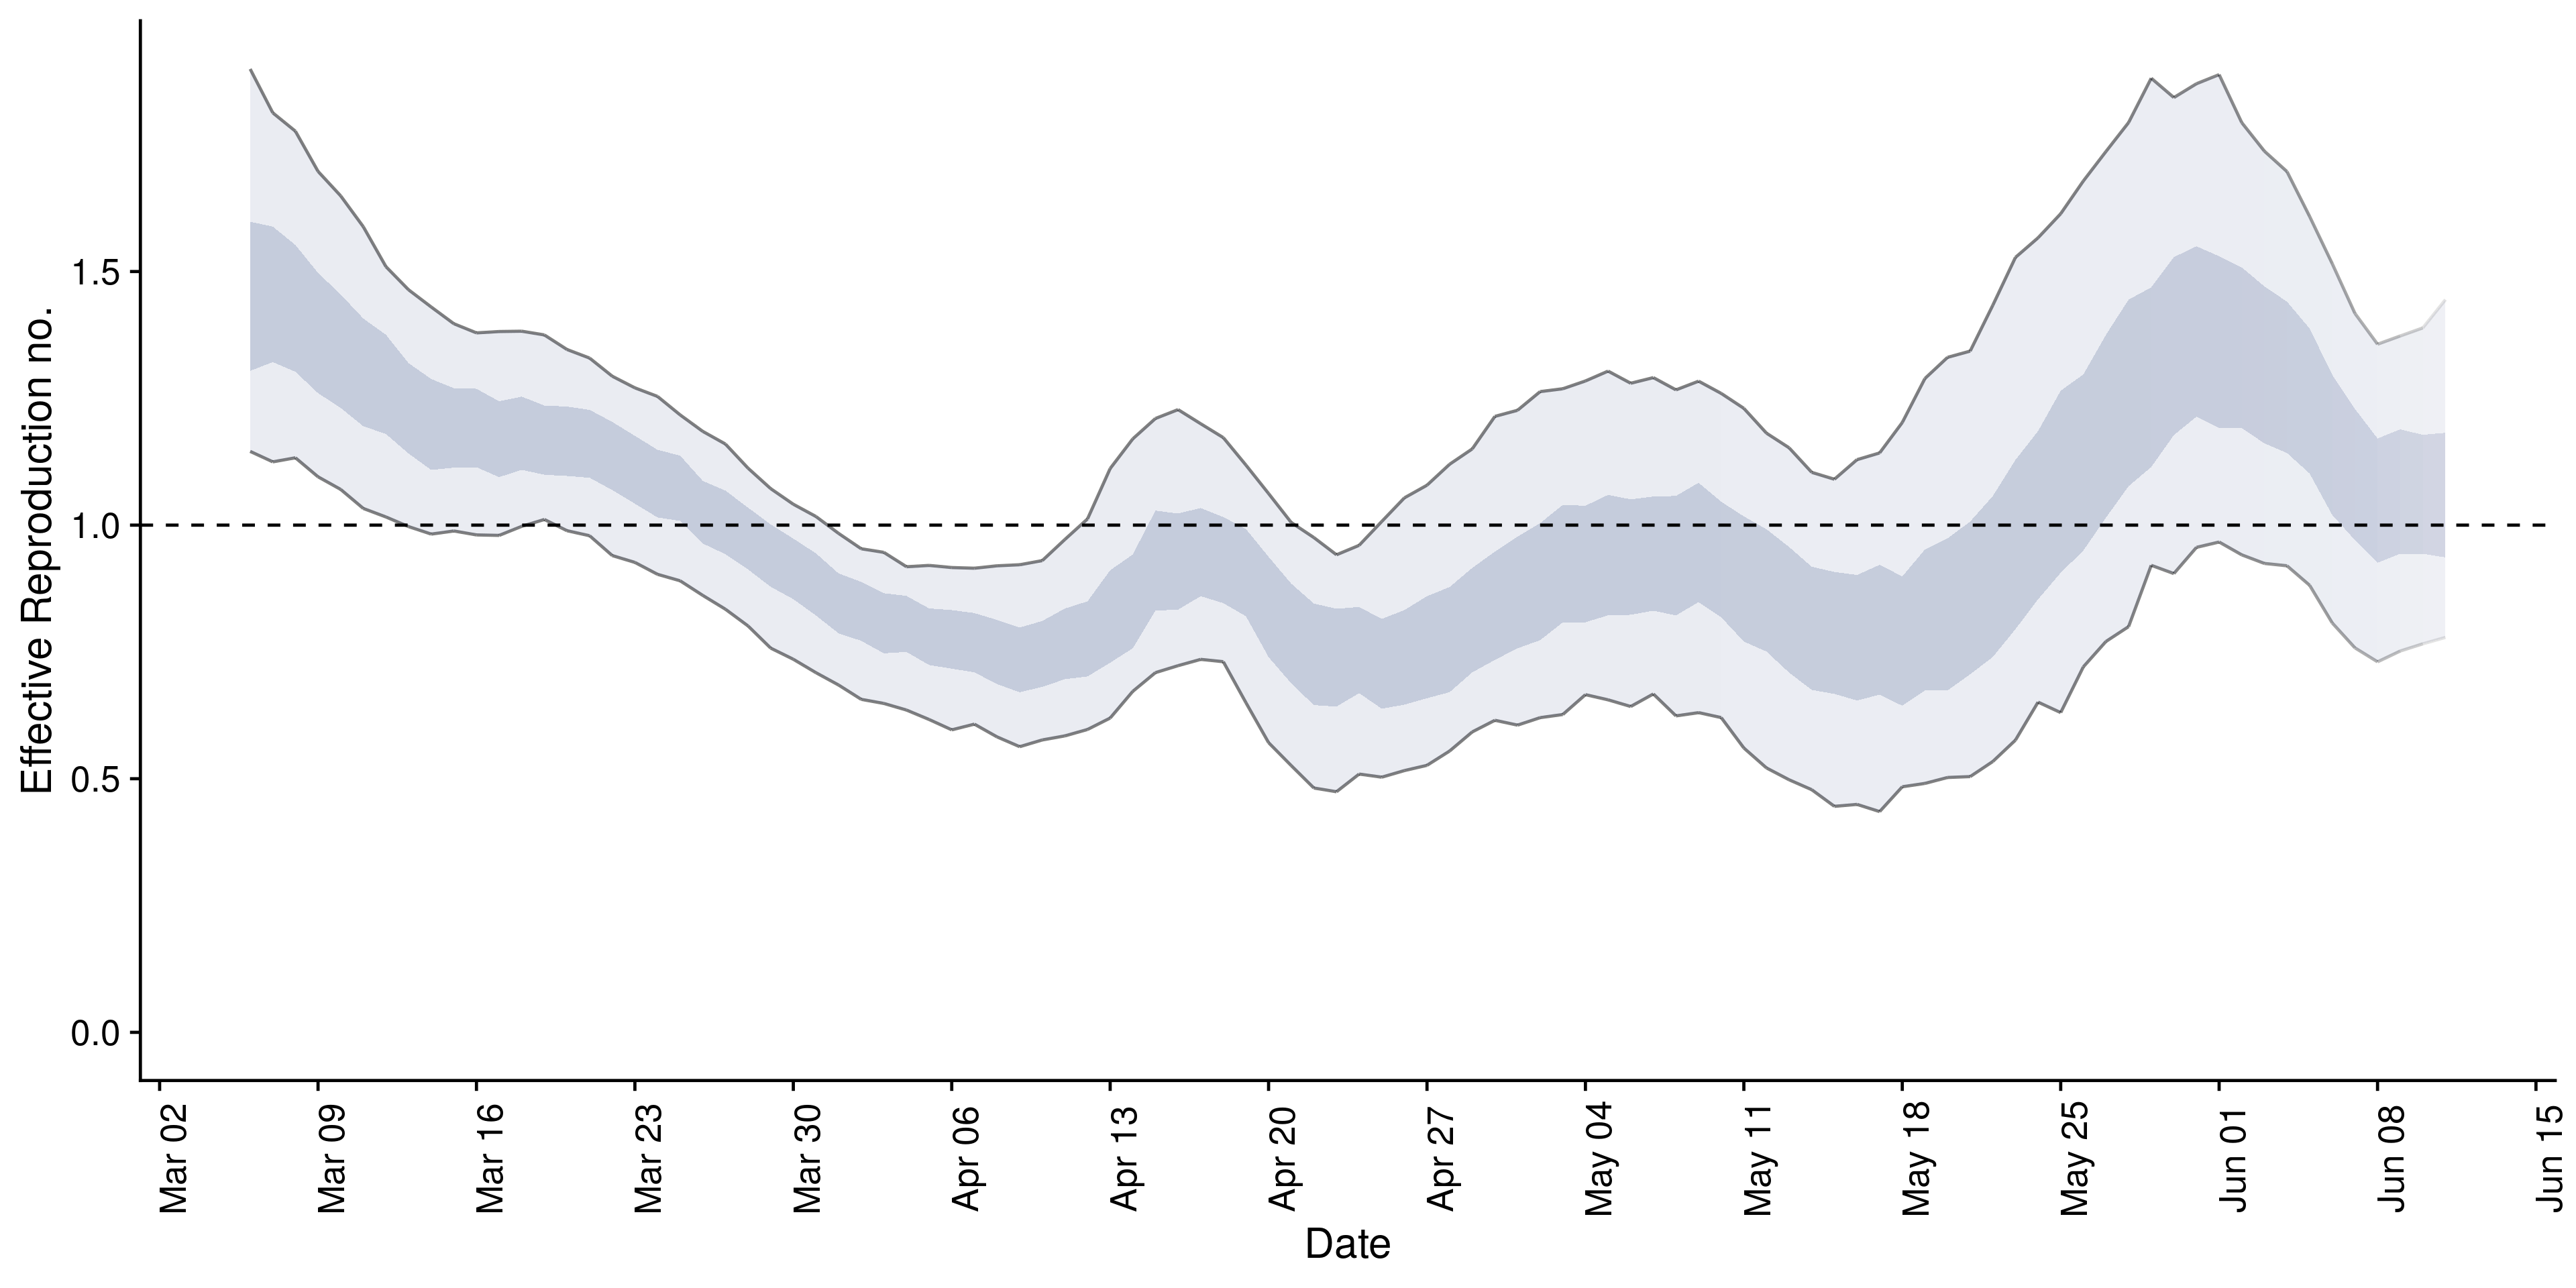 Effective Reproduction no.
1.5
1.0
0.5
0.0
Mar 02
Mar 09
Mar 16
Mar 23
Mar 30
Apr 06
Apr 13
Apr 20
Apr 27
May 04
May 11
May 18
May 25
Jun 01
Jun 08
Jun 15
Date